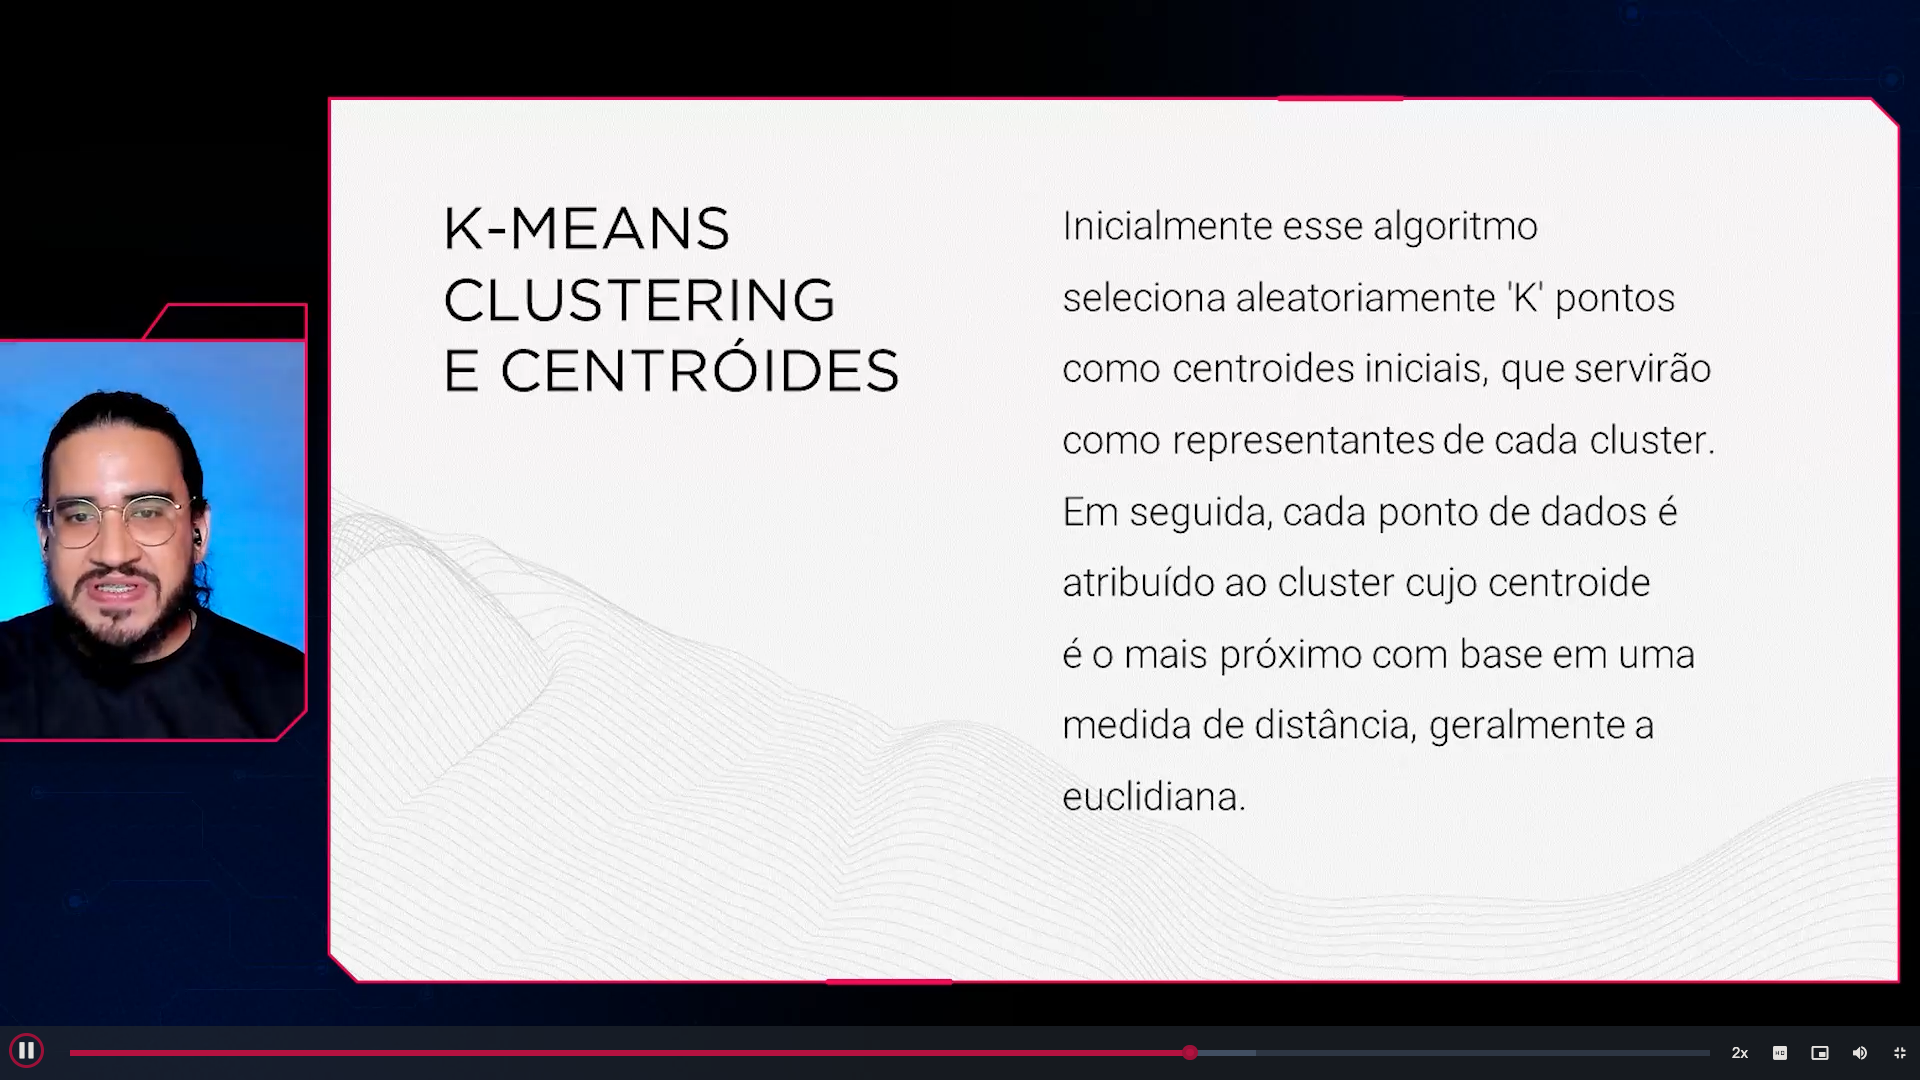 K-MEANS
CLUSTERING
E CENTRÓIDES
Inicialmente esse algoritmo
seleciona aleatoriamente 'K' pontos
como centroides iniciais, que servirão
como representantes de cada cluster.
Em seguida, cada ponto de dados é
atribuído ao cluster cujo centroide
é o mais próximo com base em uma
medida de distância, geralmente a
euclidiana.
2x
HD